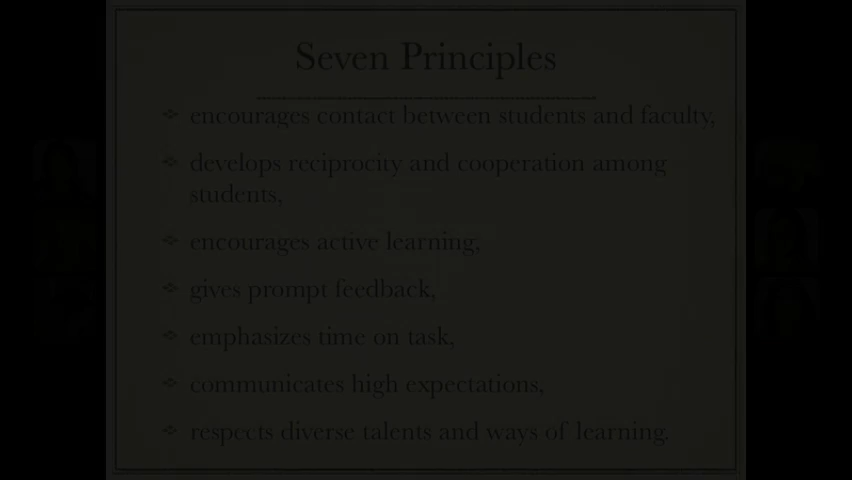 Seven Principles
encourages contact between students and faculty,
develops reciprocity and cooperation among
students,
encourages active learning,
gives prompt feedback,
emphasizes time on task,
communicates high expectations,
respects diverse talents and ways of learning.